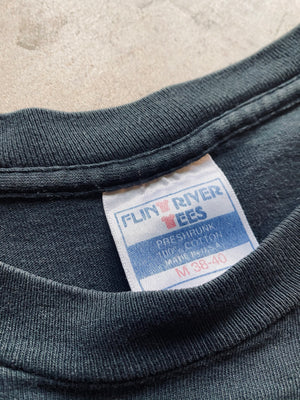 FLINT RIVER
TEES
PRESHRUNK
100% COTTON
MADE IN U.S.A.
M 38-40